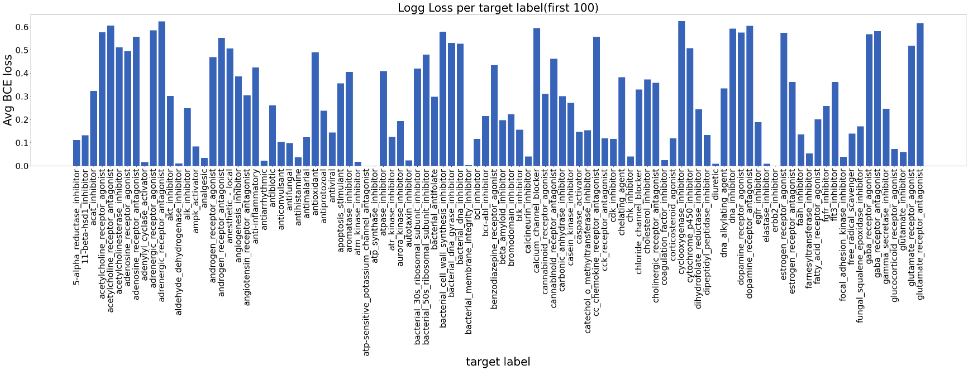 Logg Loss per target label(first 100)
Avg BCE loss
0.6
0.5
0.4
0.3
0.2
0.1
0.0
5-alpha_reductase_inhibitor
11-beta-hsd1_inhibitor
acat_inhibitor
acetylcholine_receptor_agonist
acetylcholine_receptor_antagonist
acetylcholinesterase_inhibitor
adenosine_receptor_agonist
adenosine_receptor_antagonist
adenylyl_cyclase_activator
adrenergic_receptor_agonist
adrenergic_receptor_antagonist
akt_inhibitor
aldehyde_dehydrogenase_inhibitor
alk_inhibitor
ampk_activator
analgesic
androgen_receptor_agonist
androgen_receptor_antagonist
anesthetic_-_local
angiogenesis_inhibitor
angiotensin_receptor_antagonist
anti-inflammatory
antiarrhythmic
antibiotic
anticonvulsant
antifungal
antihistamine
antimalarial
antioxidant
antiprotozoal
antiviral
apoptosis_stimulant
aromatase_inhibitor
atm_kinase_inhibitor
atp-sensitive_potassium_channel_antagonist
atp_synthase_inhibitor
atpase_inhibitor
atr_kinase_inhibitor
aurora_kinase_inhibitor
autotaxin_inhibitor
bacterial_30s_ribosomal_subunit_inhibitor
bacterial_50s_ribosomal_subunit_inhibitor
bacterial_antifolate
bacterial_cell_wall_synthesis_inhibitor
bacterial_dna_gyrase_inhibitor
bacterial_dna_inhibitor
bacterial_membrane_integrity_inhibitor
bcl_inhibitor
bcr-abl_inhibitor
benzodiazepine_receptor_agonist
beta_amyloid_inhibitor
bromodomain_inhibitor
btk_inhibitor
calcineurin_inhibitor
calcium_channel_blocker
cannabinoid_receptor_agonist
cannabinoid_receptor_antagonist
carbonic_anhydrase_inhibitor
casein_kinase_inhibitor
caspase_activator
catechol_o_methyltransferase_inhibitor
cc_chemokine_receptor_antagonist
cck_receptor_antagonist
cdk_inhibitor
chelating_agent
chk_inhibitor
chloride_channel_blocker
cholesterol_inhibitor
cholinergic_receptor_antagonist
coagulation_factor_inhibitor
corticosteroid_agonist
cyclooxygenase_inhibitor
cytochrome_p450_inhibitor
dihydrofolate_reductase_inhibitor
dipeptidyl_peptidase_inhibitor
diuretic
dna_alkylating_agent
dna_inhibitor
dopamine_receptor_agonist
dopamine_receptor_antagonist
egfr_inhibitor
elastase_inhibitor
erbb2_inhibitor
estrogen_receptor_agonist
estrogen_receptor_antagonist
faah_inhibitor
farnesyltransferase_inhibitor
fatty_acid_receptor_agonist
fgfr_inhibitor
flt3_inhibitor
focal_adhesion_kinase_inhibitor
free_radical_scavenger
fungal_squalene_epoxidase_inhibitor
gaba_receptor_agonist
gaba_receptor_antagonist
gamma_secretase_inhibitor
glucocorticoid_receptor_agonist
glutamate_inhibitor
glutamate_receptor_agonist
glutamate_receptor_antagonist
target label